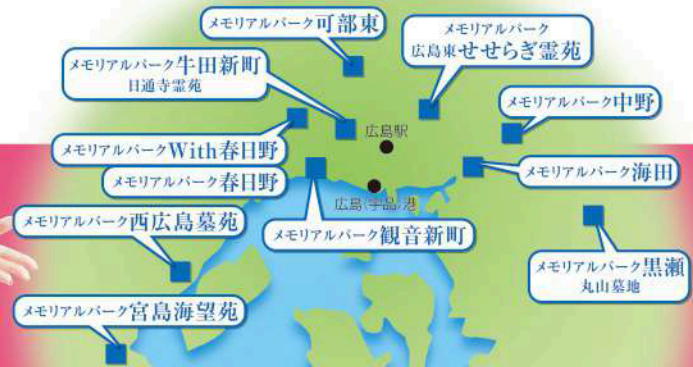 メモリアルパーク可部東
メモリアルパーク
広島東せせらぎ霊苑
メモリアルパーク牛田新町
日通寺霊苑
メモリアルパーク中野
広島駅
メモリアルパークWith春日野
メモリアルパーク春日野
メモリアルパーク海田
広島(宇品)港
メモリアルパーク西広島墓苑
メモリアルパーク観音新町
メモリアルパーク黒瀬
丸山墓地
メモリアルパーク宮島海望苑